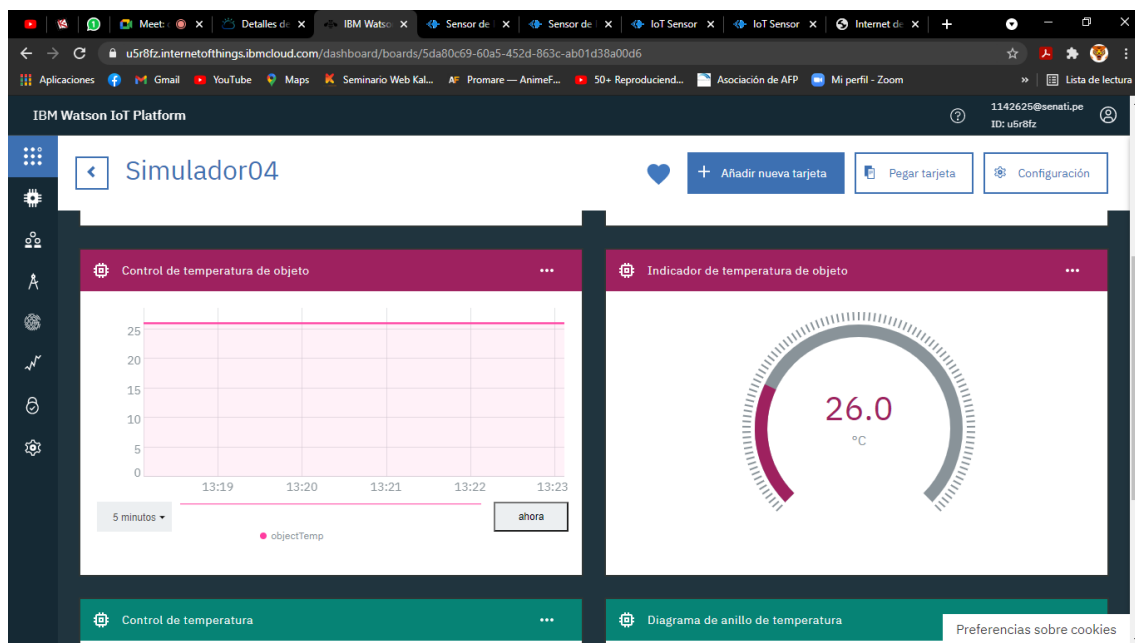 Meet:
Detalles de
IBM Watso
Sensor de
Sensor de
IoT Sensor
IoT Sensor
Internet de
u5r8fz.internetofthings.ibmcloud.com/dashboard/boards/5da80c69-60a5-452d-863c-ab01d38a00d6
Aplicaciones
Gmail
YouTube
Maps
Seminario Web Kal...
AF Promare — AnimeF...
50+ Reproduciend...
Asociación de AFP
Mi perfil - Zoom
»
Lista de lectura
IBM Watson IoT Platform
1142625@senati.pe
ID: u5r8fz
Simulador04
+ Añadir nueva tarjeta
Pegar tarjeta
Configuración
Control de temperatura de objeto
25
20
15
10
5
0
13:19 13:20 13:21 13:22 13:23
5 minutos
ahora
objectTemp
Indicador de temperatura de objeto
26.0
°C
Control de temperatura
Diagrama de anillo de temperatura
Preferencias sobre cookies